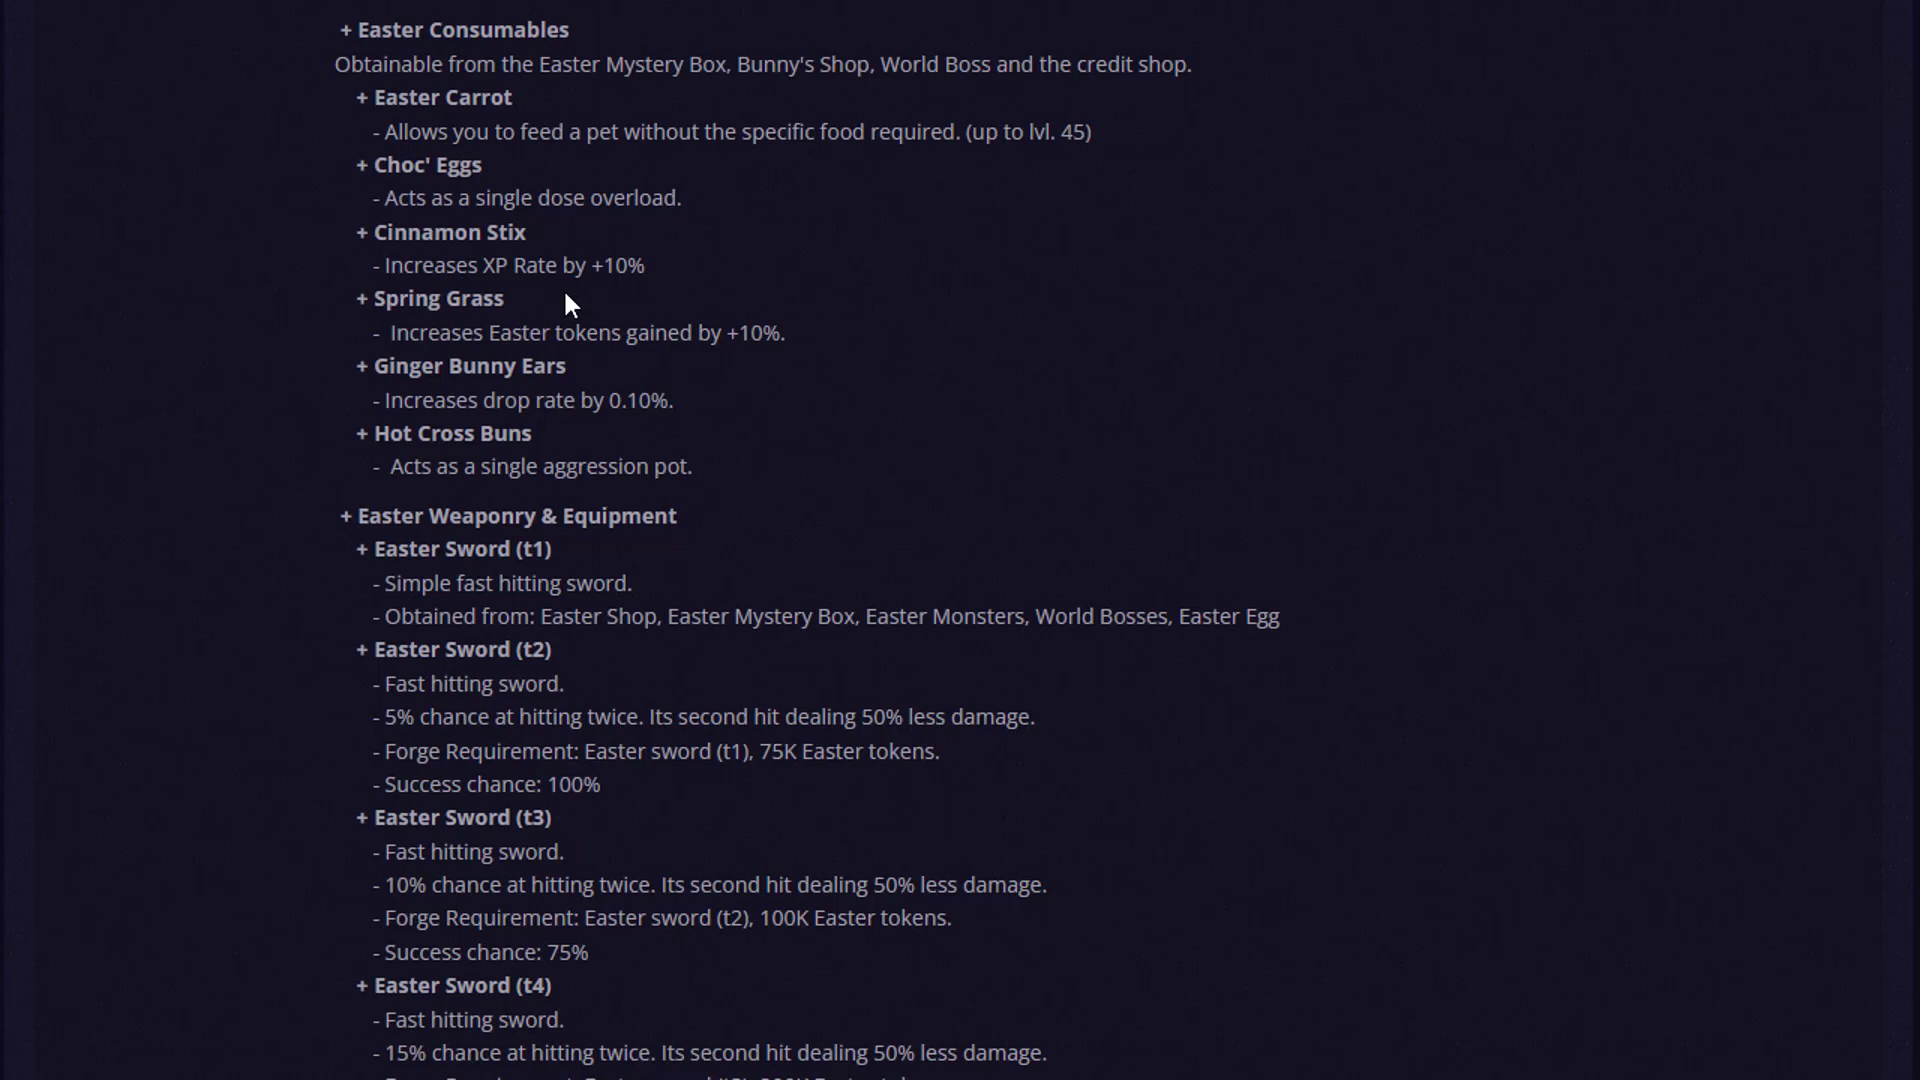 + Easter Consumables
Obtainable from the Easter Mystery Box, Bunny's Shop, World Boss and the credit shop.
+ Easter Carrot
- Allows you to feed a pet without the specific food required. (up to lvl. 45)
+ Choc' Eggs
- Acts as a single dose overload.
+ Cinnamon Stix
- Increases XP Rate by +10%
+ Spring Grass
- Increases Easter tokens gained by +10%.
+ Ginger Bunny Ears
- Increases drop rate by 0.10%.
+ Hot Cross Buns
- Acts as a single aggression pot.
+ Easter Weaponry & Equipment
+ Easter Sword (t1)
- Simple fast hitting sword.
- Obtained from: Easter Shop, Easter Mystery Box, Easter Monsters, World Bosses, Easter Egg
+ Easter Sword (t2)
- Fast hitting sword.
- 5% chance at hitting twice. Its second hit dealing 50% less damage.
- Forge Requirement: Easter sword (t1), 75K Easter tokens.
- Success chance: 100%
+ Easter Sword (t3)
- Fast hitting sword.
- 10% chance at hitting twice. Its second hit dealing 50% less damage.
- Forge Requirement: Easter sword (t2), 100K Easter tokens.
- Success chance: 75%
+ Easter Sword (t4)
- Fast hitting sword.
- 15% chance at hitting twice. Its second hit dealing 50% less damage.